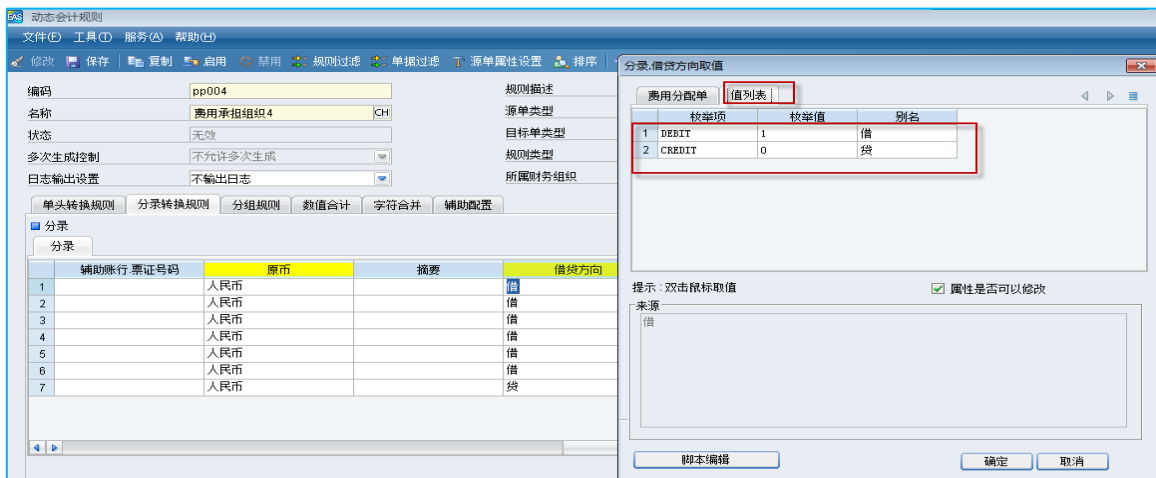 EAS 动态会计规则
文件(F) 工具(T) 服务(A) 帮助(H)
修改 保存 复制 启用 禁用 规则过滤 单据过滤 源单属性设置 排序
编码 pp004 规则描述
名称 费用承担组织4 CH 源单类型
状态 无效 目标单类型
多次生成控制 不允许多次生成 规则类型
日志输出设置 不输出日志 所属财务组织
单头转换规则 分录转换规则 分组规则 数值合计 字符合并 辅助配置
分录
分录
辅助账行.票证号码 原币 摘要 借贷方向
1 人民币 借
2 人民币 借
3 人民币 借
4 人民币 借
5 人民币 借
6 人民币 借
7 人民币 贷
分录.借贷方向取值
费用分配单 值列表
枚举项 枚举值 别名
1 DEBIT 1 借
2 CREDIT 0 贷
提示:双击鼠标取值 属性是否可以修改
来源
借
脚本编辑 确定 取消